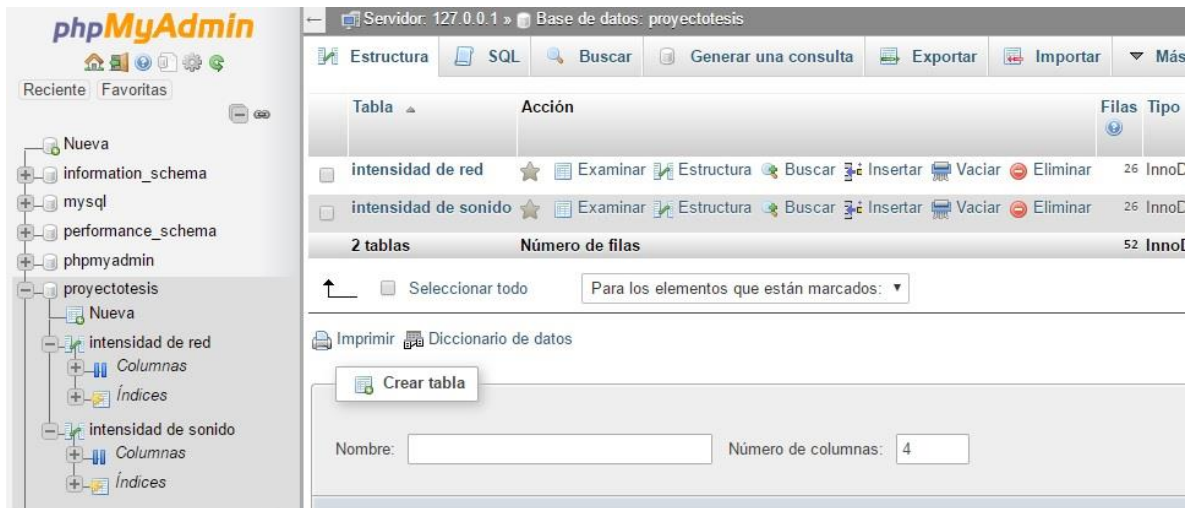 phpMyAdmin
Reciente Favoritas
Nueva
information_schema
mysql
performance_schema
phpmyadmin
proyectotesis
Nueva
intensidad de red
Columnas
Índices
intensidad de sonido
Columnas
Índices
Servidor: 127.0.0.1 » Base de datos: proyectotesis
Estructura SQL Buscar Generar una consulta Exportar Importar Más
Tabla Acción Filas Tipo
intensidad de red Examinar Estructura Buscar Insertar Vaciar Eliminar 26 InnoD
intensidad de sonido Examinar Estructura Buscar Insertar Vaciar Eliminar 26 InnoD
2 tablas Número de filas 52 InnoD
Seleccionar todo Para los elementos que están marcados:
Imprimir Diccionario de datos
Crear tabla
Nombre: Número de columnas: 4